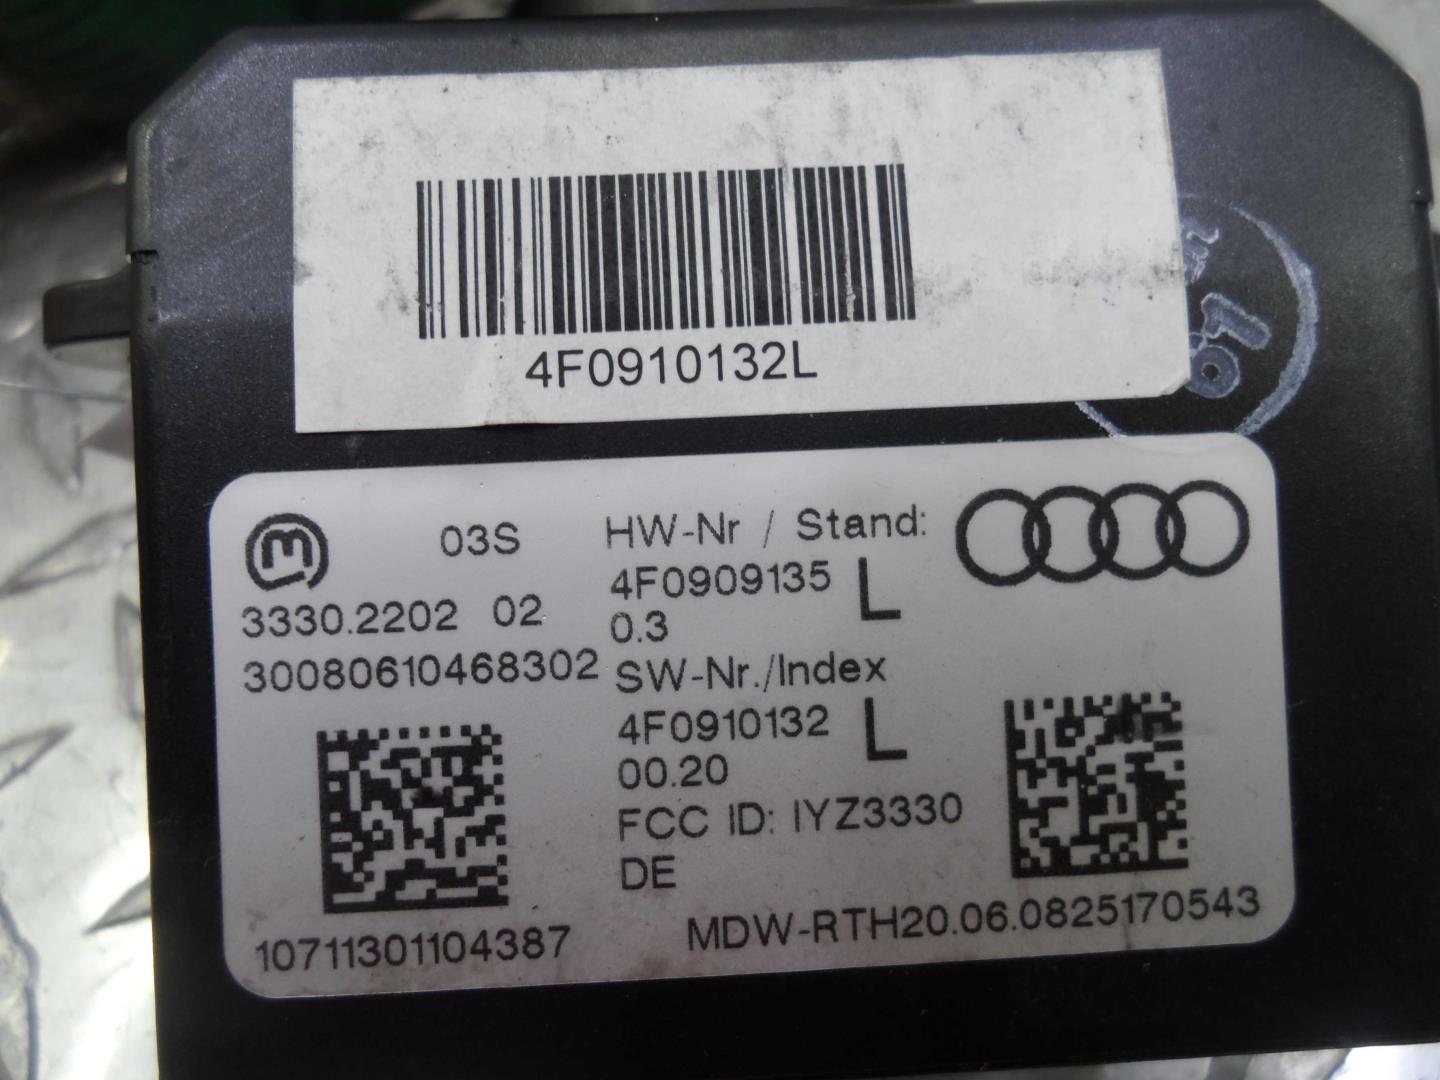 4F0910132L
03S
3330.2202 02
30080610468302
HW-Nr / Stand:
4F0909135 L
0.3
SW-Nr./Index
4F0910132 L
00.20
FCC ID: IYZ3330
DE
10711301104387
MDW-RTH20.06.0825170543